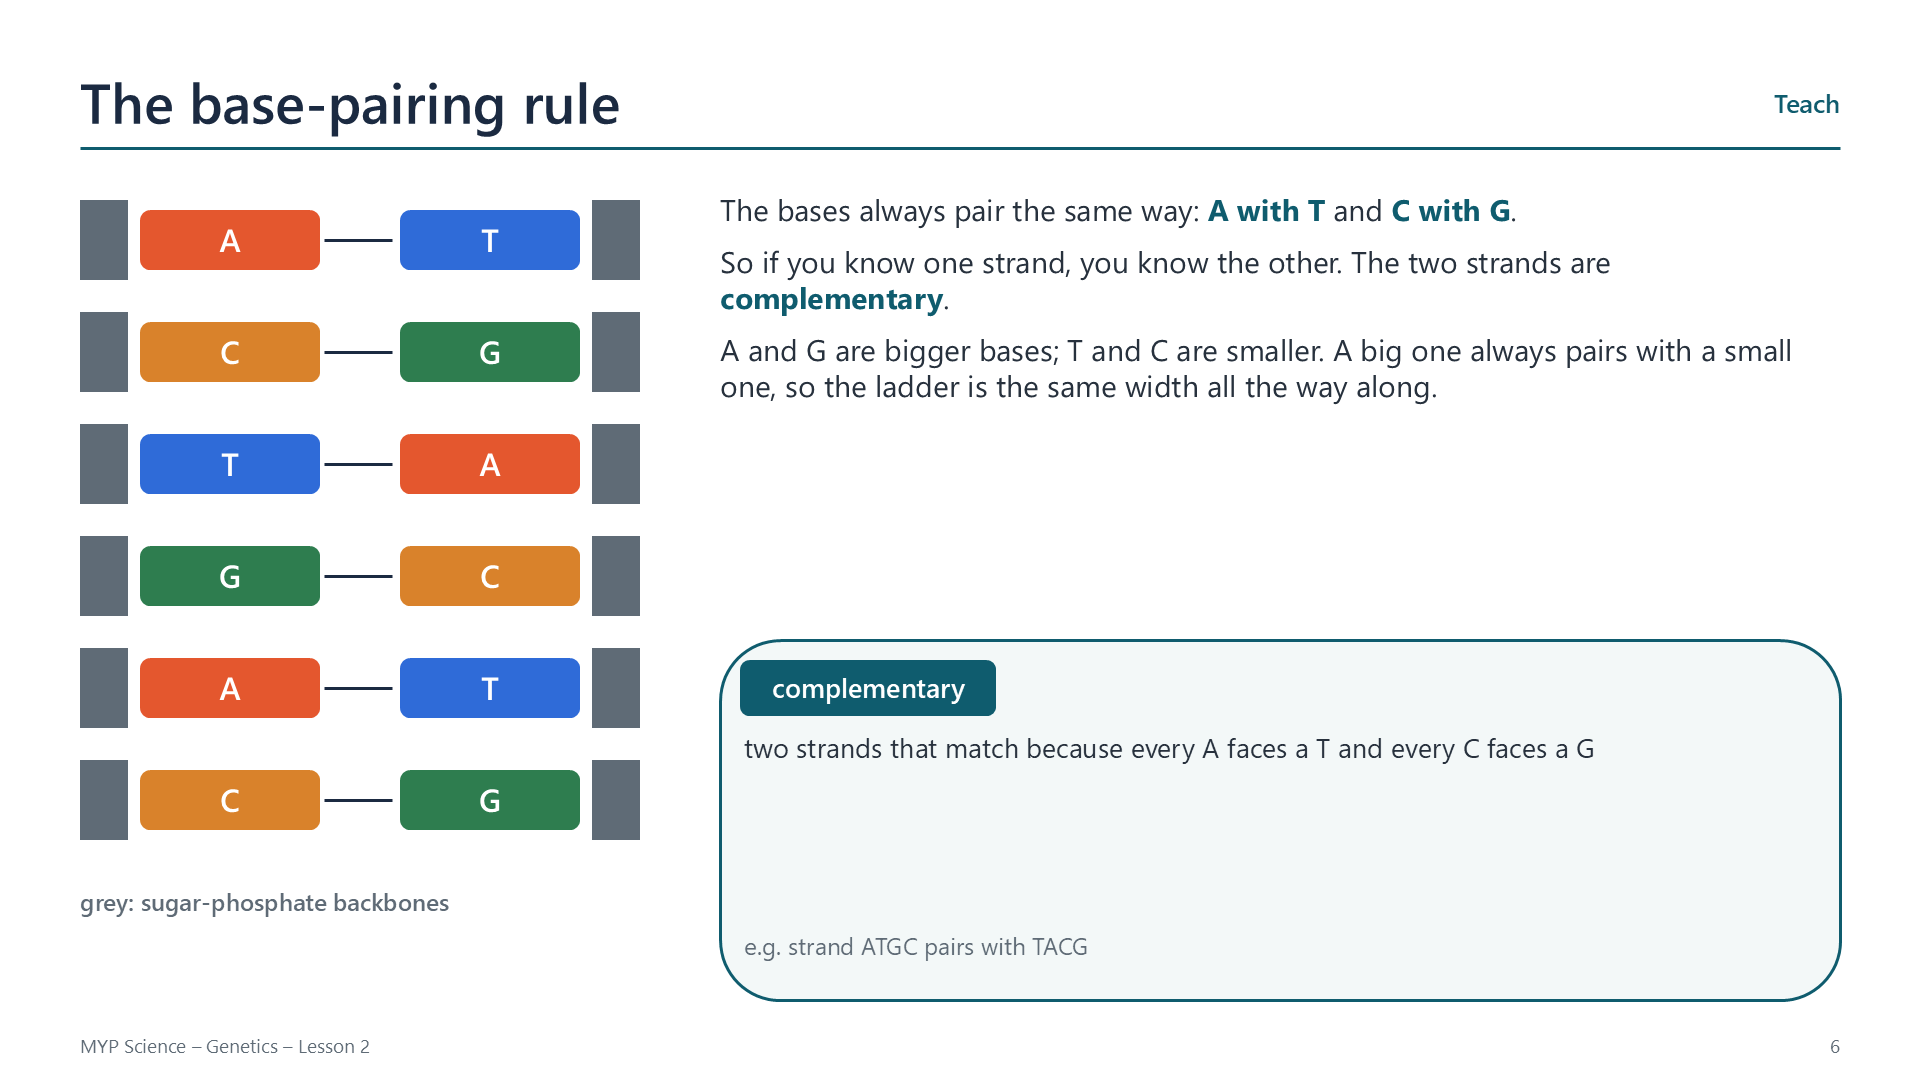 The base-pairing rule
Teach
A T
C G
T A
G C
A T
C G
grey: sugar-phosphate backbones
The bases always pair the same way: A with T and C with G.
So if you know one strand, you know the other. The two strands are
complementary.
A and G are bigger bases; T and C are smaller. A big one always pairs with a small
one, so the ladder is the same width all the way along.
complementary
two strands that match because every A faces a T and every C faces a G
e.g. strand ATGC pairs with TACG
MYP Science – Genetics – Lesson 2
6